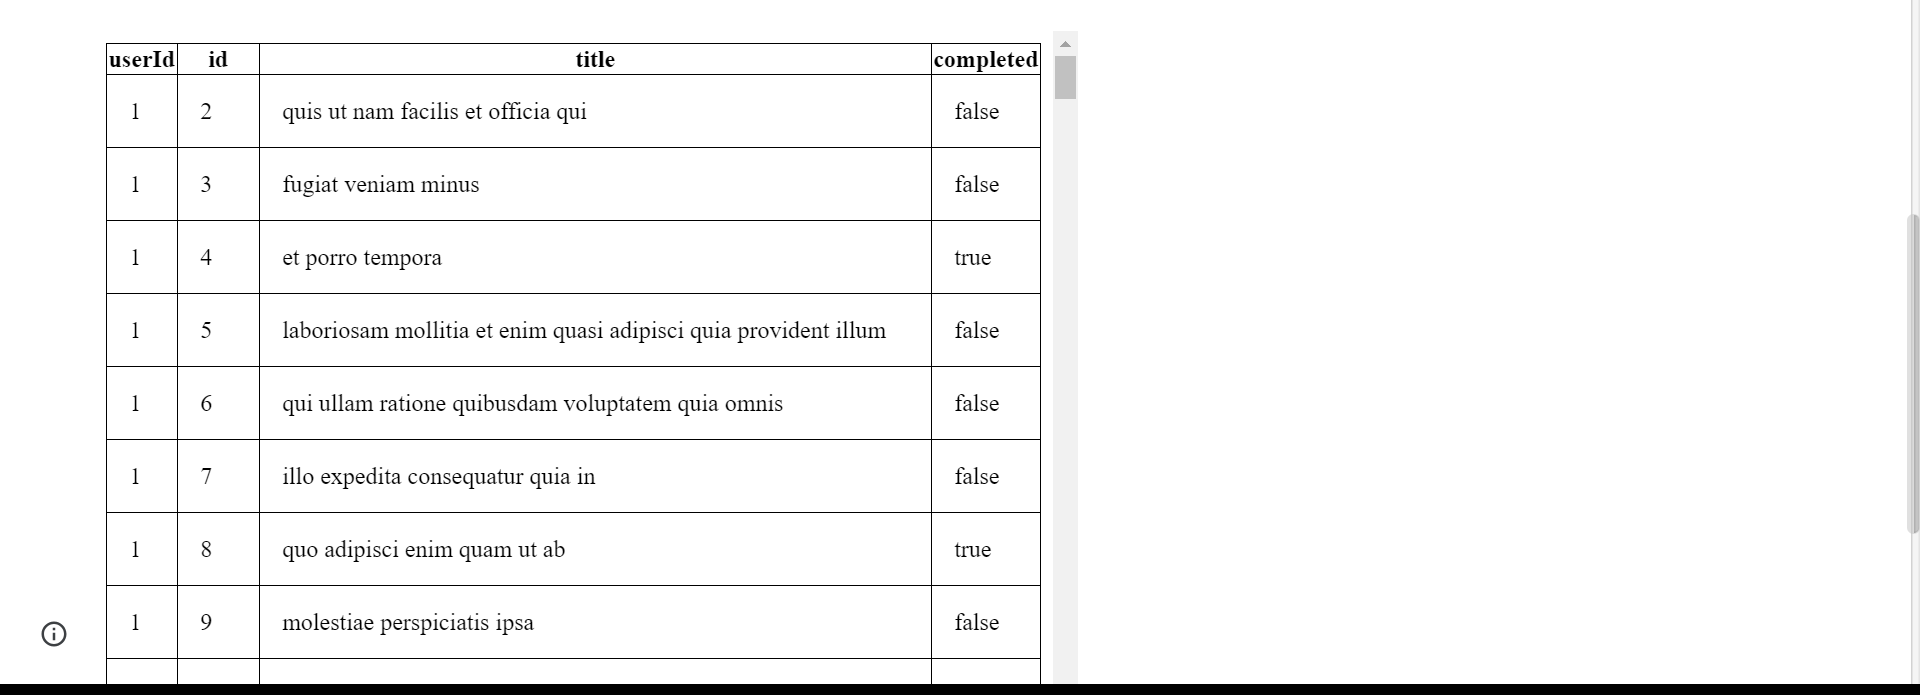 userId id title completed
1 2 quis ut nam facilis et officia qui false
1 3 fugiat veniam minus false
1 4 et porro tempora true
1 5 laboriosam mollitia et enim quasi adipisci quia provident illum false
1 6 qui ullam ratione quibusdam voluptatem quia omnis false
1 7 illo expedita consequatur quia in false
1 8 quo adipisci enim quam ut ab true
1 9 molestiae perspiciatis ipsa false